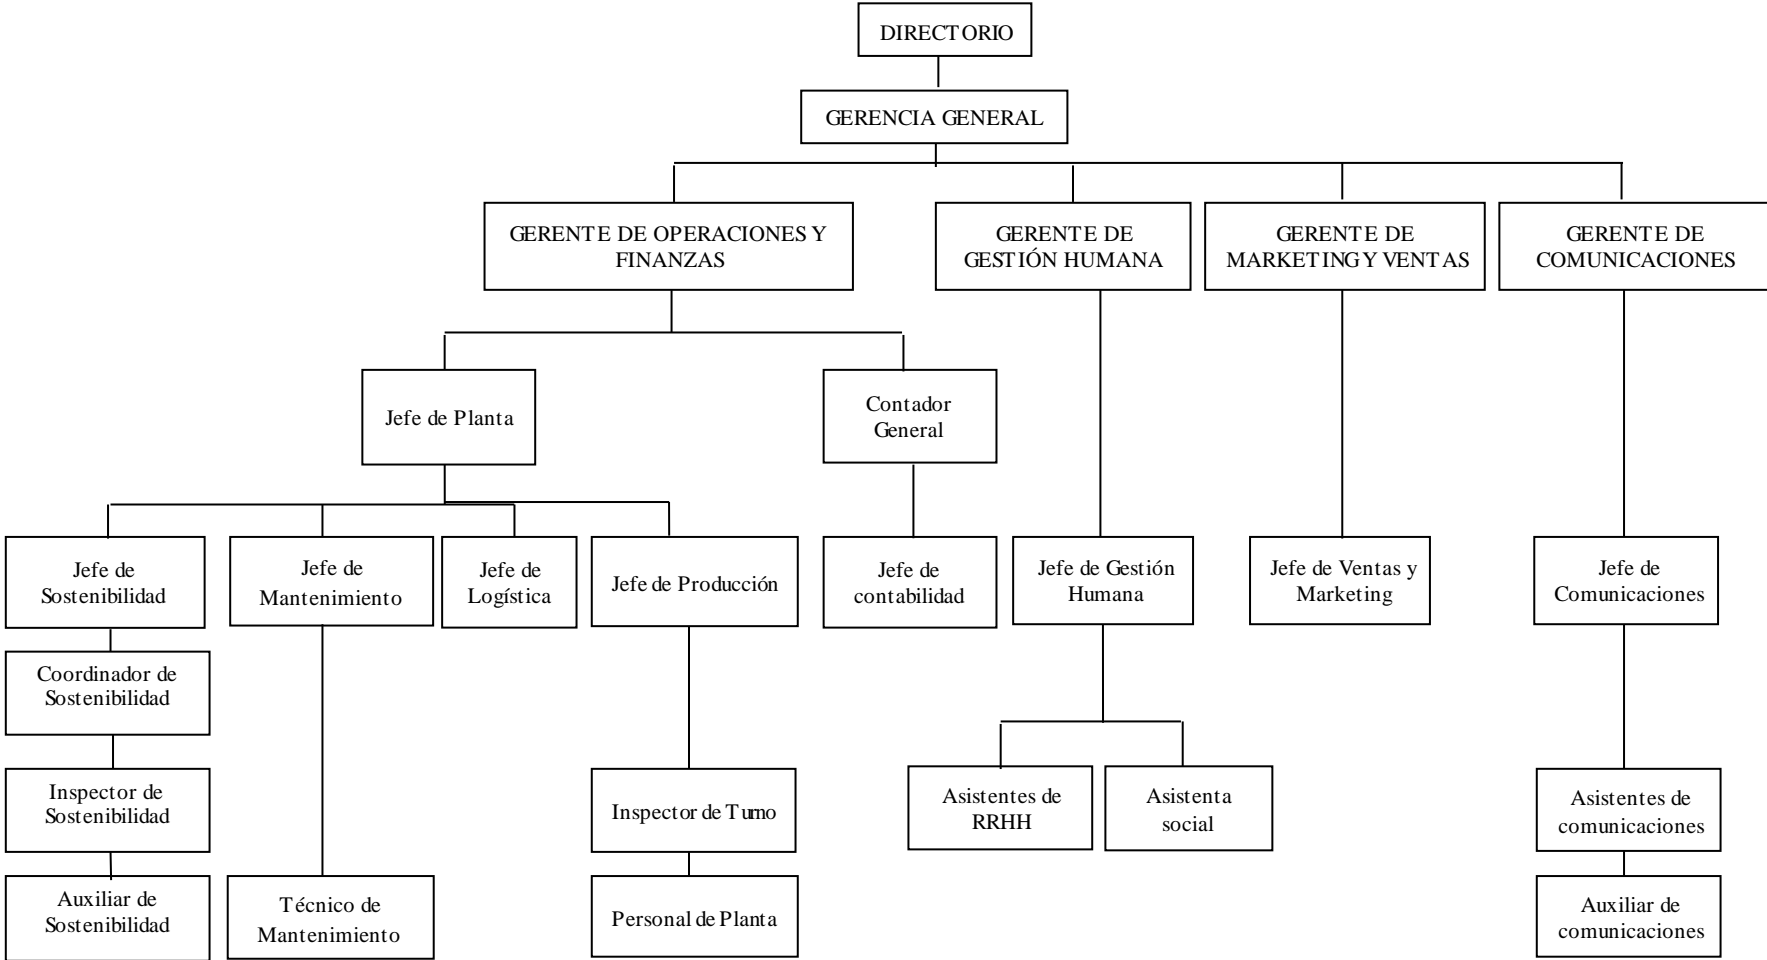 DIRECTORIO
GERENCIA GENERAL
GERENTE DE OPERACIONES Y
FINANZAS
GERENTE DE
GESTIÓN HUMANA
GERENTE DE
MARKETING Y VENTAS
GERENTE DE
COMUNICACIONES
Jefe de Planta
Contador
General
Jefe de
Sostenibilidad
Jefe de
Mantenimiento
Jefe de
Logística
Jefe de Producción
Jefe de
contabilidad
Jefe de Gestión
Humana
Jefe de Ventas y
Marketing
Jefe de
Comunicaciones
Coordinador de
Sostenibilidad
Inspector de
Sostenibilidad
Inspector de Turno
Asistentes de
RRHH
Asistenta
social
Asistentes de
comunicaciones
Auxiliar de
Sostenibilidad
Técnico de
Mantenimiento
Personal de Planta
Auxiliar de
comunicaciones